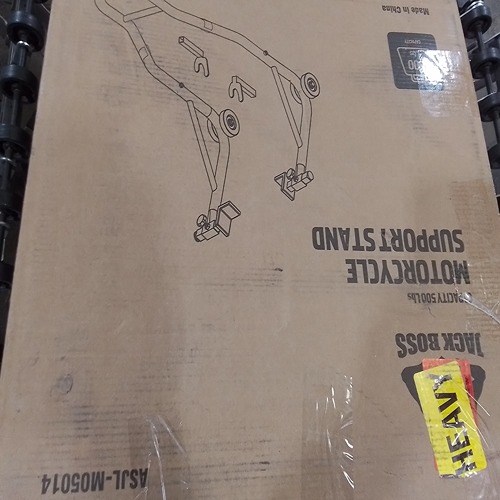 JACK BOSS
CAPACITY 500 Lbs
MOTORCYCLE
SUPPORT STAND
ASJL-M05014
Made in China
HEAVY